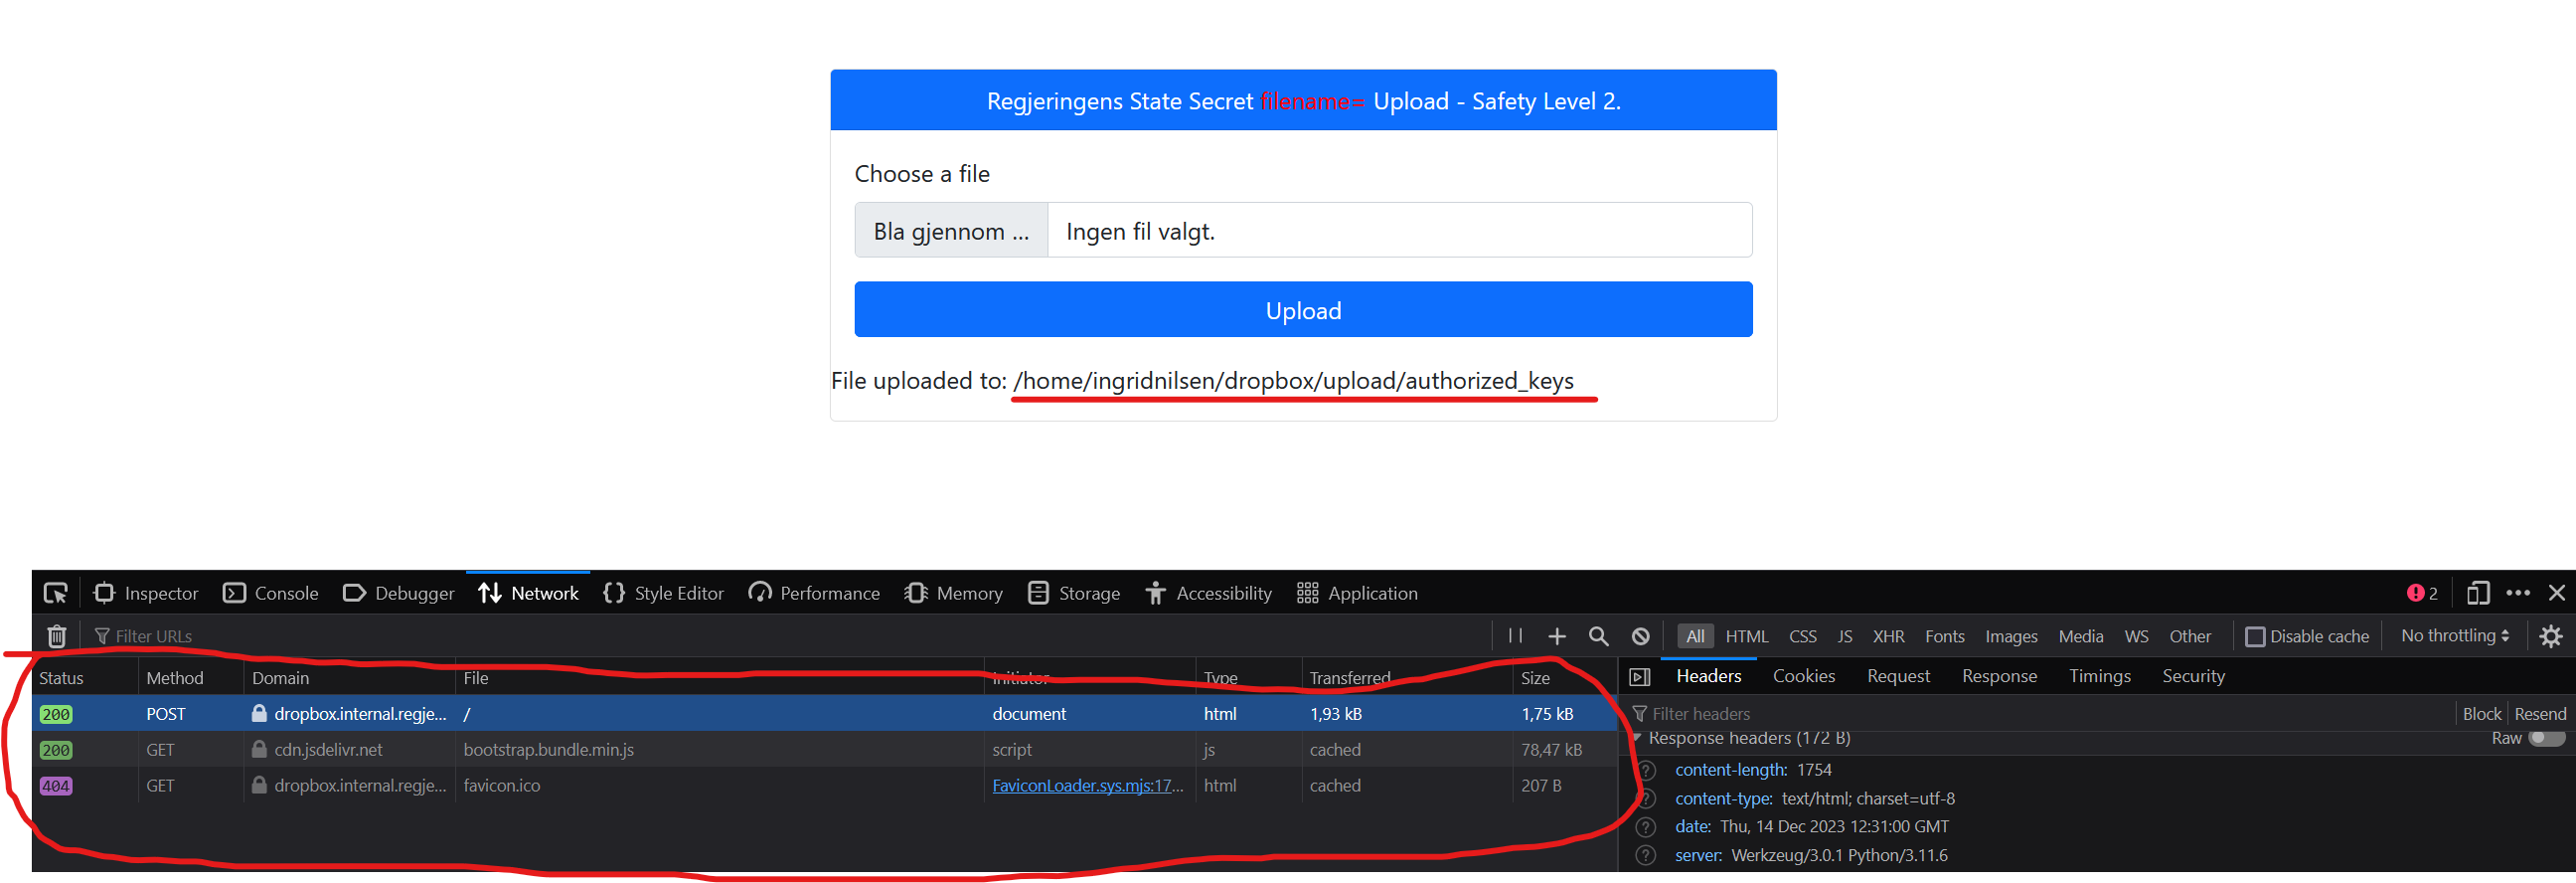 Regjeringens State Secret filename= Upload - Safety Level 2.
Choose a file
Bla gjennom ... Ingen fil valgt.
Upload
File uploaded to: /home/ingridnilsen/dropbox/upload/authorized_keys
Inspector Console Debugger Network Style Editor Performance Memory Storage Accessibility Application 2
Filter URLs All HTML CSS JS XHR Fonts Images Media WS Other Disable cache No throttling
Status Method Domain File Initiator Type Transferred Size Headers Cookies Request Response Timings Security
200 POST dropbox.internal.regje... / document html 1,93 kB 1,75 kB Filter headers Block Resend
Response headers (172 B) Raw
200 GET cdn.jsdelivr.net bootstrap.bundle.min.js script js cached 78,47 kB
content-length: 1754
404 GET dropbox.internal.regje... favicon.ico FaviconLoader.sys.mjs:17... html cached 207 B
content-type: text/html; charset=utf-8
date: Thu, 14 Dec 2023 12:31:00 GMT
server: Werkzeug/3.0.1 Python/3.11.6